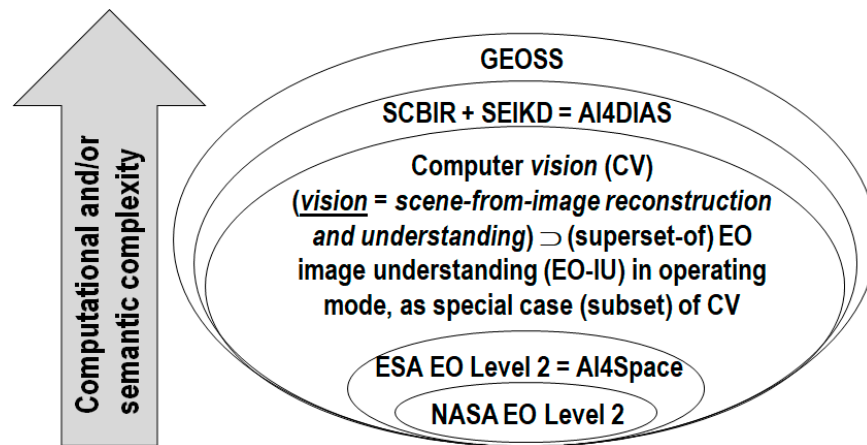 Computational and/or
semantic complexity
GEOSS
SCBIR + SEIKD = AI4DIAS
Computer vision (CV)
(vision = scene-from-image reconstruction
and understanding) ⊃ (superset-of) EO
image understanding (EO-IU) in operating
mode, as special case (subset) of CV
ESA EO Level 2 = AI4Space
NASA EO Level 2